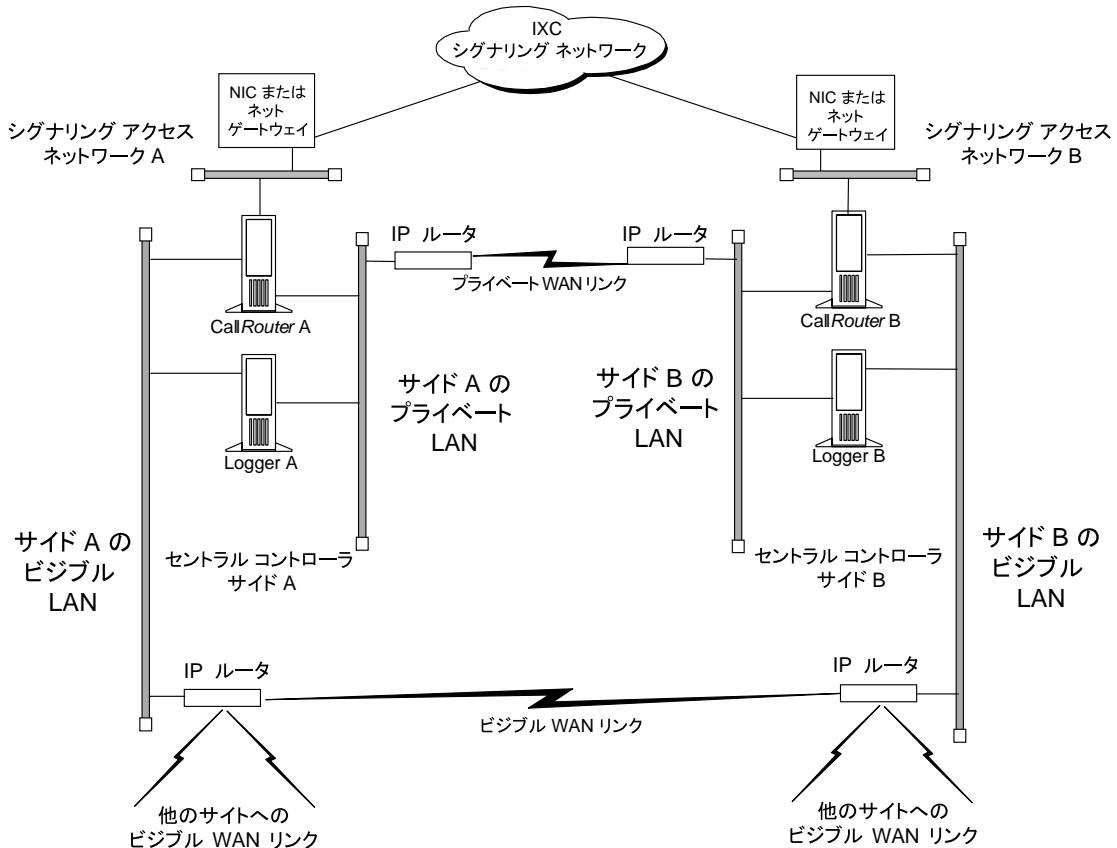 IXC
シグナリング ネットワーク
NIC または
ネット
ゲートウェイ
NIC または
ネット
ゲートウェイ
シグナリング アクセス
ネットワーク A
シグナリング アクセス
ネットワーク B
IP ルータ
IP ルータ
プライベート WAN リンク
CallRouter A
CallRouter B
サイド A の
プライベート
LAN
サイド B の
プライベート
LAN
Logger A
Logger B
サイド A の
ビジブル
LAN
セントラル コントローラ
サイド A
セントラル コントローラ
サイド B
サイド B の
ビジブル
LAN
IP ルータ
IP ルータ
ビジブル WAN リンク
他のサイトへの
ビジブル WAN リンク
他のサイトへの
ビジブル WAN リンク